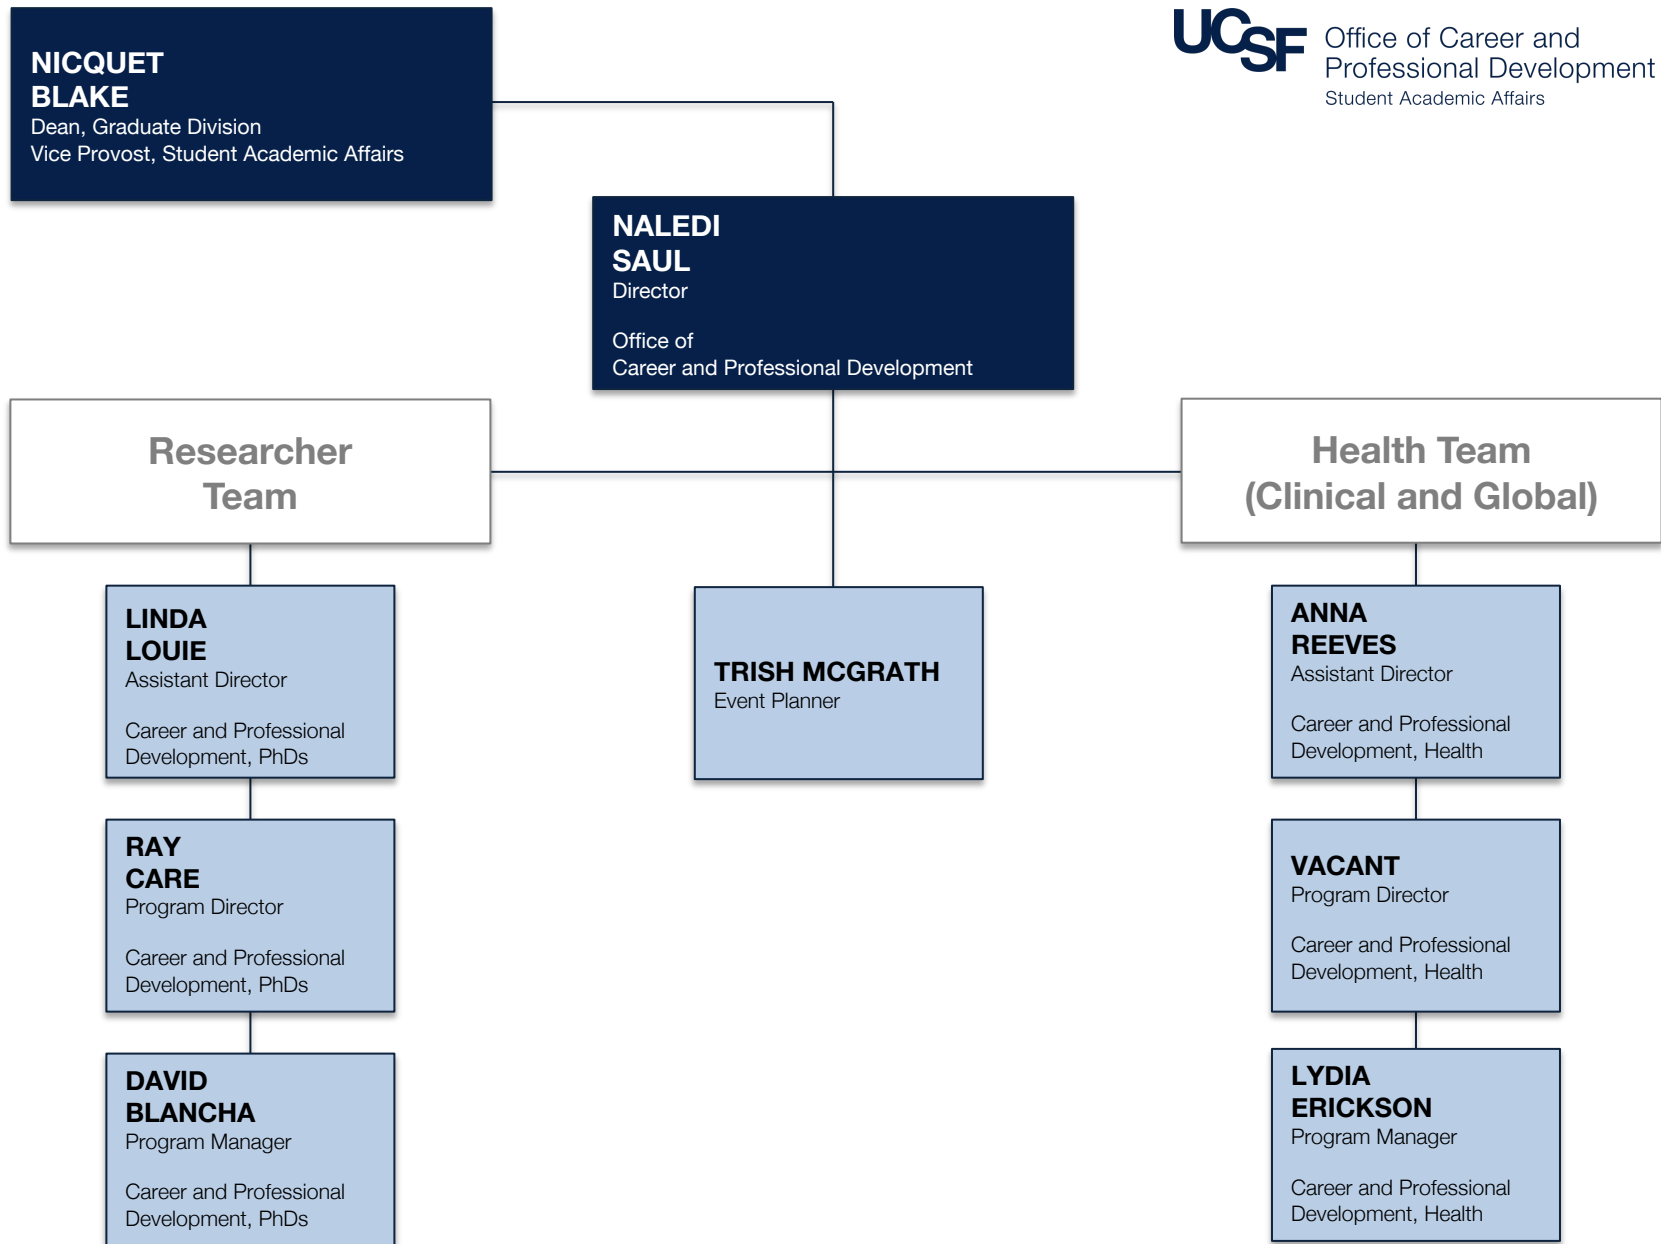 NICQUET
BLAKE
Dean, Graduate Division
Vice Provost, Student Academic Affairs
UCSF
Office of Career and
Professional Development
Student Academic Affairs
NALEDI
SAUL
Director
Office of
Career and Professional Development
Researcher
Team
Health Team
(Clinical and Global)
LINDA
LOUIE
Assistant Director
Career and Professional
Development, PhDs
TRISH MCGRATH
Event Planner
ANNA
REEVES
Assistant Director
Career and Professional
Development, Health
RAY
CARE
Program Director
Career and Professional
Development, PhDs
VACANT
Program Director
Career and Professional
Development, Health
DAVID
BLANCHA
Program Manager
Career and Professional
Development, PhDs
LYDIA
ERICKSON
Program Manager
Career and Professional
Development, Health